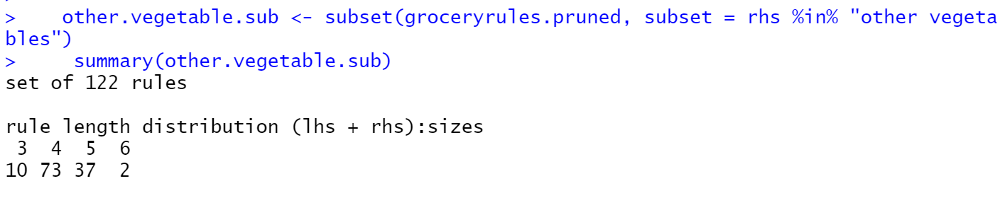 >    other.vegetable.sub <- subset(groceryrules.pruned, subset = rhs %in% "other vegeta
bles")
>     summary(other.vegetable.sub)
set of 122 rules

rule length distribution (lhs + rhs):sizes
 3  4  5  6
10 73 37  2